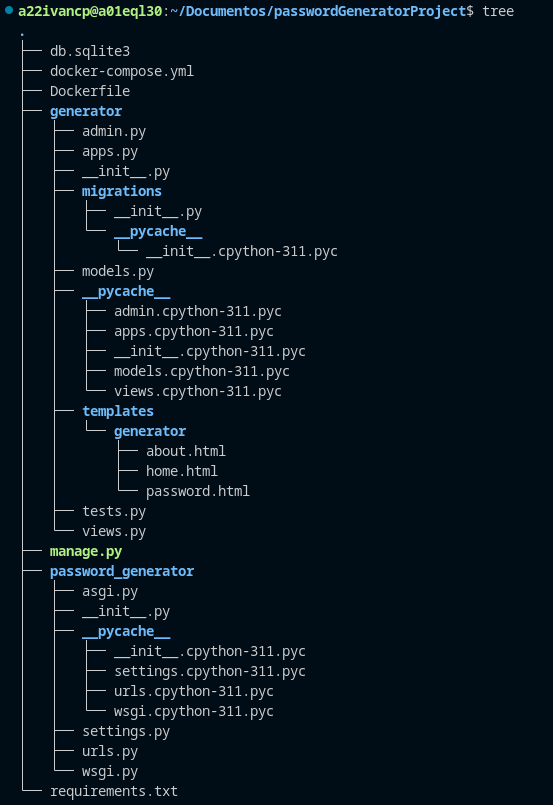 a22ivancp@a01eql30:~/Documentos/passwordGeneratorProject$ tree
.
├── db.sqlite3
├── docker-compose.yml
├── Dockerfile
├── generator
│   ├── admin.py
│   ├── apps.py
│   ├── __init__.py
│   ├── migrations
│   │   ├── __init__.py
│   │   └── __pycache__
│   │       └── __init__.cpython-311.pyc
│   ├── models.py
│   ├── __pycache__
│   │   ├── admin.cpython-311.pyc
│   │   ├── apps.cpython-311.pyc
│   │   ├── __init__.cpython-311.pyc
│   │   ├── models.cpython-311.pyc
│   │   └── views.cpython-311.pyc
│   ├── templates
│   │   └── generator
│   │       ├── about.html
│   │       ├── home.html
│   │       └── password.html
│   ├── tests.py
│   └── views.py
├── manage.py
├── password_generator
│   ├── asgi.py
│   ├── __init__.py
│   ├── __pycache__
│   │   ├── __init__.cpython-311.pyc
│   │   ├── settings.cpython-311.pyc
│   │   ├── urls.cpython-311.pyc
│   │   └── wsgi.cpython-311.pyc
│   ├── settings.py
│   ├── urls.py
│   └── wsgi.py
└── requirements.txt